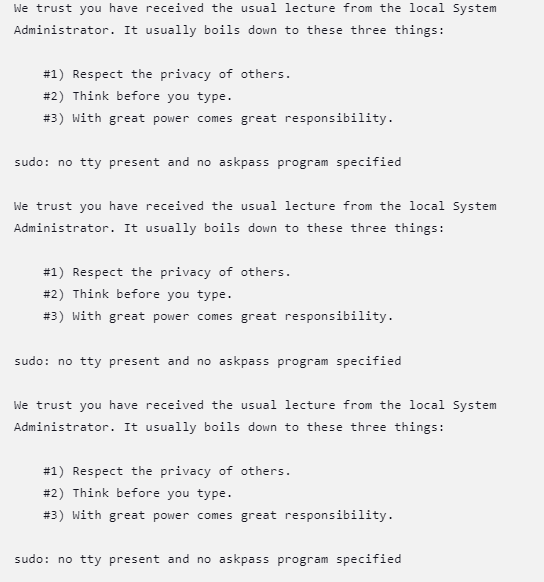 We trust you have received the usual lecture from the local System
Administrator. It usually boils down to these three things:
#1) Respect the privacy of others.
#2) Think before you type.
#3) With great power comes great responsibility.
sudo: no tty present and no askpass program specified
We trust you have received the usual lecture from the local System
Administrator. It usually boils down to these three things:
#1) Respect the privacy of others.
#2) Think before you type.
#3) With great power comes great responsibility.
sudo: no tty present and no askpass program specified
We trust you have received the usual lecture from the local System
Administrator. It usually boils down to these three things:
#1) Respect the privacy of others.
#2) Think before you type.
#3) With great power comes great responsibility.
sudo: no tty present and no askpass program specified